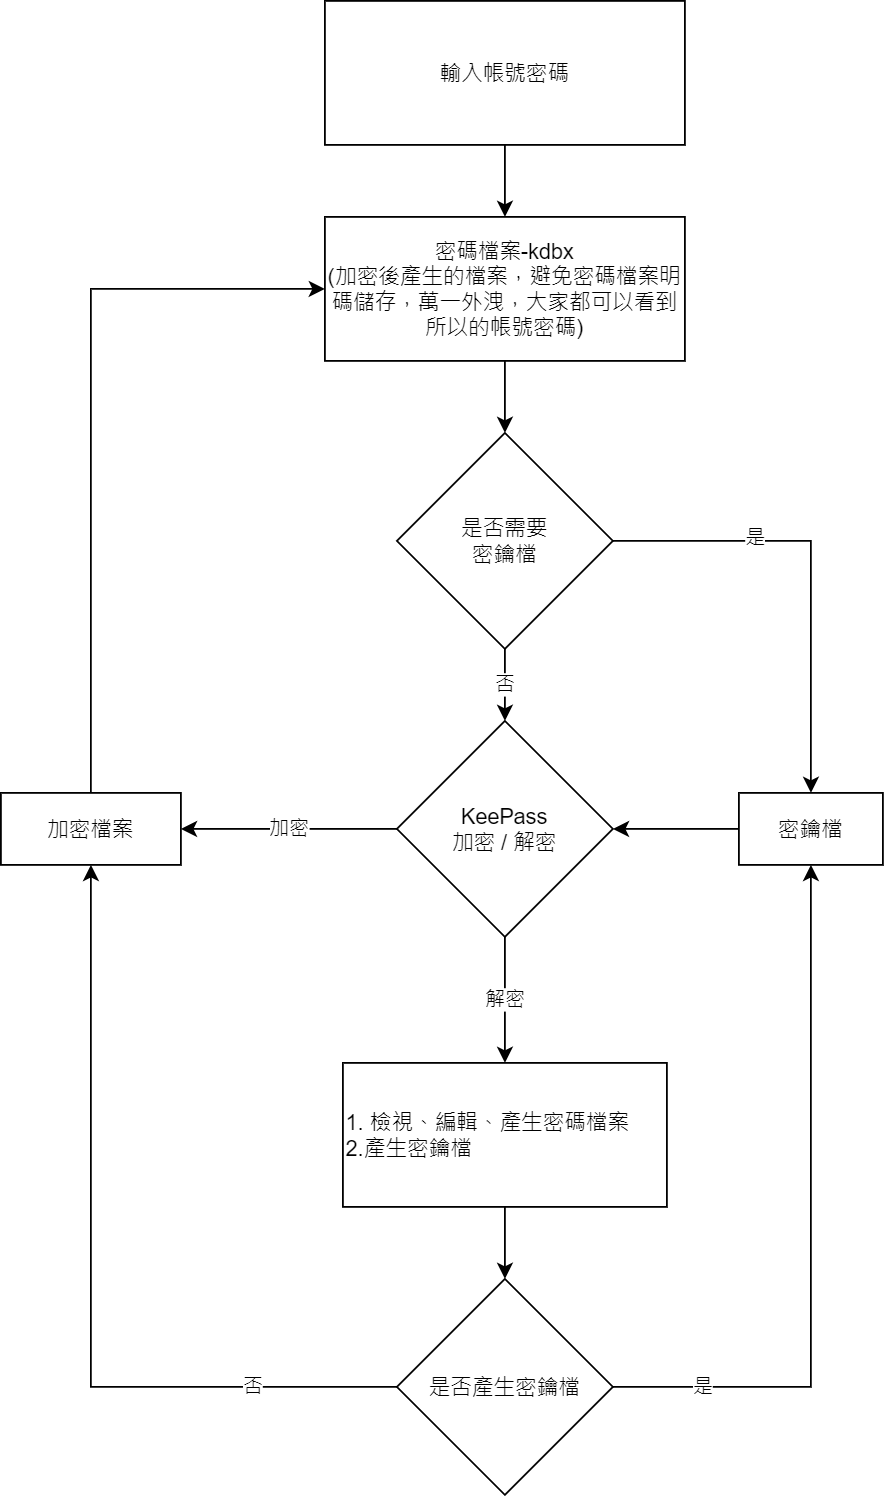 輸入帳號密碼
密碼檔案-kdbx
(加密後產生的檔案，避免密碼檔案明
碼儲存，萬一外洩，大家都可以看到
所以的帳號密碼)
是否需要
密鑰檔
是
否
KeePass
加密 / 解密
加密
加密檔案
密鑰檔
解密
1. 檢視、編輯、產生密碼檔案
2.產生密鑰檔
是否產生密鑰檔
否
是